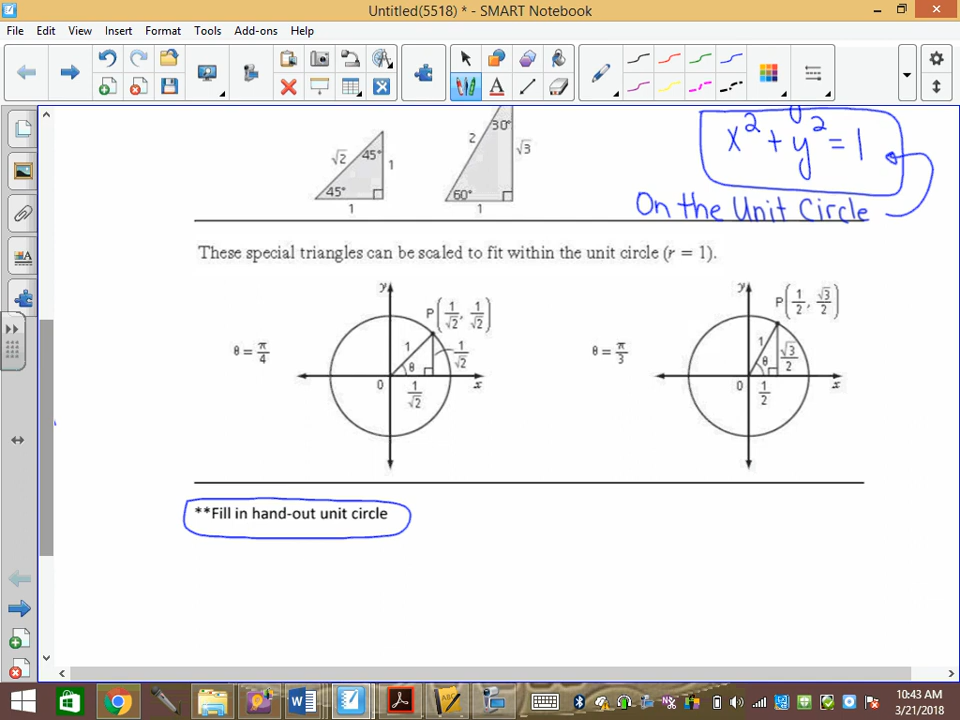 Untitled(5518) * - SMART Notebook
File Edit View Insert Format Tools Add-ons Help
√2 45° 1 45° 1
2 30° √3 60° 1
x² + y² = 1
On the Unit Circle
These special triangles can be scaled to fit within the unit circle (r = 1).
θ = π/4
y
P(1/√2, 1/√2)
1
θ
1/√2
0
1/√2
x
θ = π/3
y
P(1/2, √3/2)
1
θ
√3/2
0
1/2
x
**Fill in hand-out unit circle
10:43 AM
3/21/2018